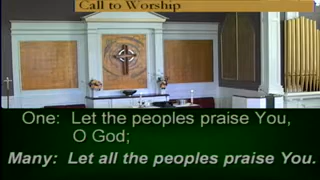 Call to Worship
One:  Let the peoples praise You,
O God;
Many:  Let all the peoples praise You.